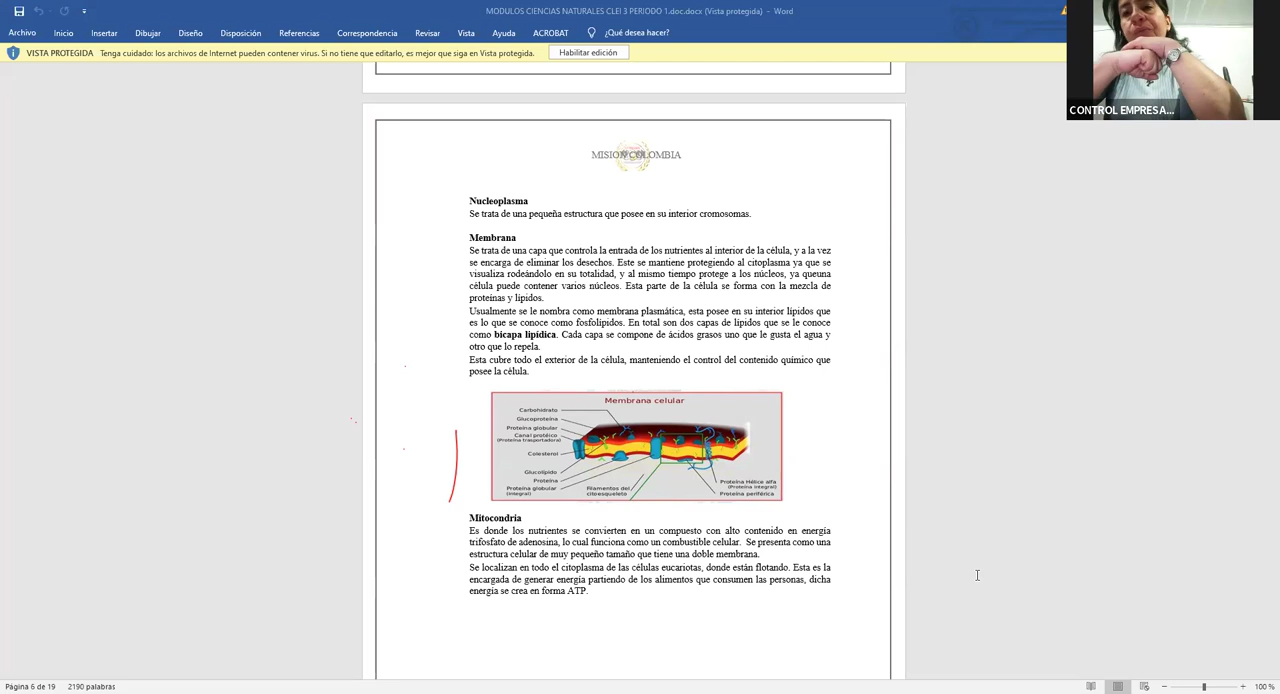 MODULOS CIENCIAS NATURALES CLEI 3 PERIODO 1.doc.docx (Vista protegida) - Word
Archivo Inicio Insertar Dibujar Diseño Disposición Referencias Correspondencia Revisar Vista Ayuda ACROBAT ¿Qué desea hacer?
VISTA PROTEGIDA Tenga cuidado: los archivos de Internet pueden contener virus. Si no tiene que editarlo, es mejor que siga en Vista protegida. Habilitar edición
CONTROL EMPRESA...
MISION COLOMBIA
Nucleoplasma
Se trata de una pequeña estructura que posee en su interior cromosomas.
Membrana
Se trata de una capa que controla la entrada de los nutrientes al interior de la célula, y a la vez
se encarga de eliminar los desechos. Este se mantiene protegiendo al citoplasma ya que se
visualiza rodeándolo en su totalidad, y al mismo tiempo protege a los núcleos, ya queuna
célula puede contener varios núcleos. Esta parte de la célula se forma con la mezcla de
proteínas y lípidos.
Usualmente se le nombra como membrana plasmática, esta posee en su interior lípidos que
es lo que se conoce como fosfolípidos. En total son dos capas de lípidos que se le conoce
como bicapa lipídica. Cada capa se compone de ácidos grasos uno que le gusta el agua y
otro que lo repela.
Esta cubre todo el exterior de la célula, manteniendo el control del contenido químico que
posee la célula.
Membrana celular
Carbohidrato
Glucoproteína
Proteína globular
Canal protéico
(Proteína trasportadora)
Colesterol
Glucolípido
Proteína
Proteína globular
(Integral)
Filamentos del
citoesqueleto
Proteína Hélice alfa
(Proteína integral)
Proteína periférica
Mitocondria
Es donde los nutrientes se convierten en un compuesto con alto contenido en energía
trifosfato de adenosina, lo cual funciona como un combustible celular. Se presenta como una
estructura celular de muy pequeño tamaño que tiene una doble membrana.
Se localizan en todo el citoplasma de las células eucariotas, donde están flotando. Esta es la
encargada de generar energía partiendo de los alimentos que consumen las personas, dicha
energía se crea en forma ATP.
Página 6 de 19 2190 palabras
100 %